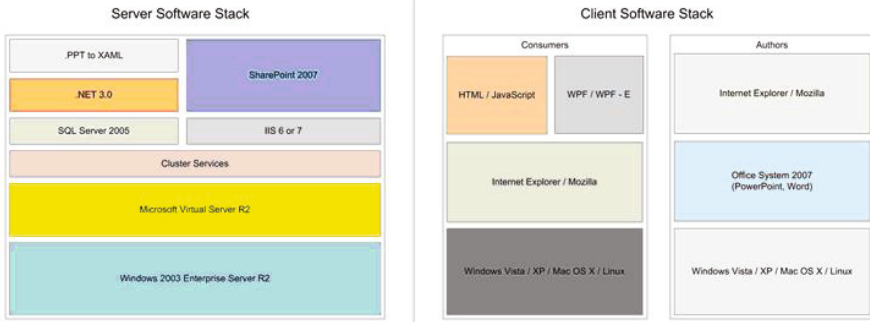 Server Software Stack
.PPT to XAML
SharePoint 2007
.NET 3.0
SQL Server 2005
IIS 6 or 7
Cluster Services
Microsoft Virtual Server R2
Windows 2003 Enterprise Server R2
Client Software Stack
Consumers
HTML / JavaScript
WPF / WPF - E
Internet Explorer / Mozilla
Windows Vista / XP / Mac OS X / Linux
Authors
Internet Explorer / Mozilla
Office System 2007
(PowerPoint, Word)
Windows Vista / XP / Mac OS X / Linux